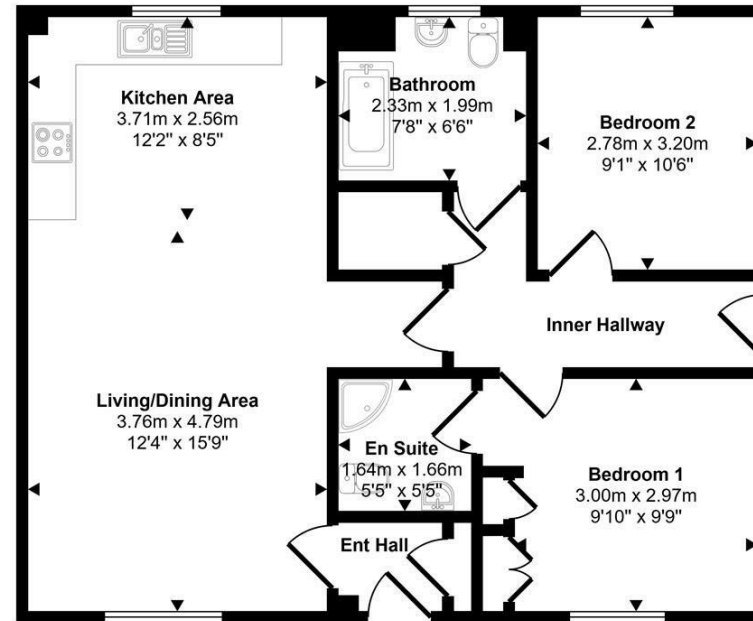 Kitchen Area
3.71m x 2.56m
12'2" x 8'5"
Bathroom
2.33m x 1.99m
7'8" x 6'6"
Bedroom 2
2.78m x 3.20m
9'1" x 10'6"
Inner Hallway
Living/Dining Area
3.76m x 4.79m
12'4" x 15'9"
En Suite
1.64m x 1.66m
5'5" x 5'5"
Bedroom 1
3.00m x 2.97m
9'10" x 9'9"
Ent Hall